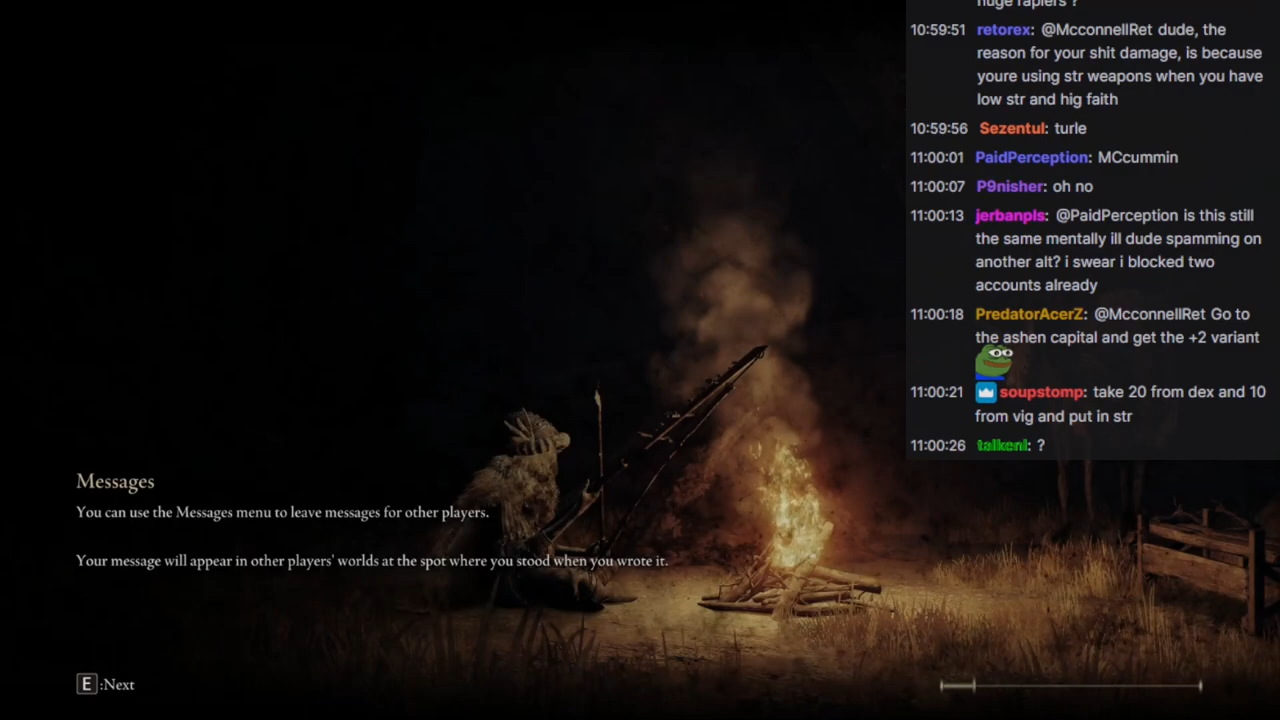 huge rapiers ?
10:59:51 retorex: @McconnellRet dude, the
reason for your shit damage, is because
youre using str weapons when you have
low str and hig faith
10:59:56 Sezentul: turle
11:00:01 PaidPerception: MCcummin
11:00:07 P9nisher: oh no
11:00:13 jerbanpls: @PaidPerception is this still
the same mentally ill dude spamming on
another alt? i swear i blocked two
accounts already
11:00:18 PredatorAcerZ: @McconnellRet Go to
the ashen capital and get the +2 variant
11:00:21 soupstomp: take 20 from dex and 10
from vig and put in str
11:00:26 talkenl: ?
Messages
You can use the Messages menu to leave messages for other players.
Your message will appear in other players' worlds at the spot where you stood when you wrote it.
E :Next